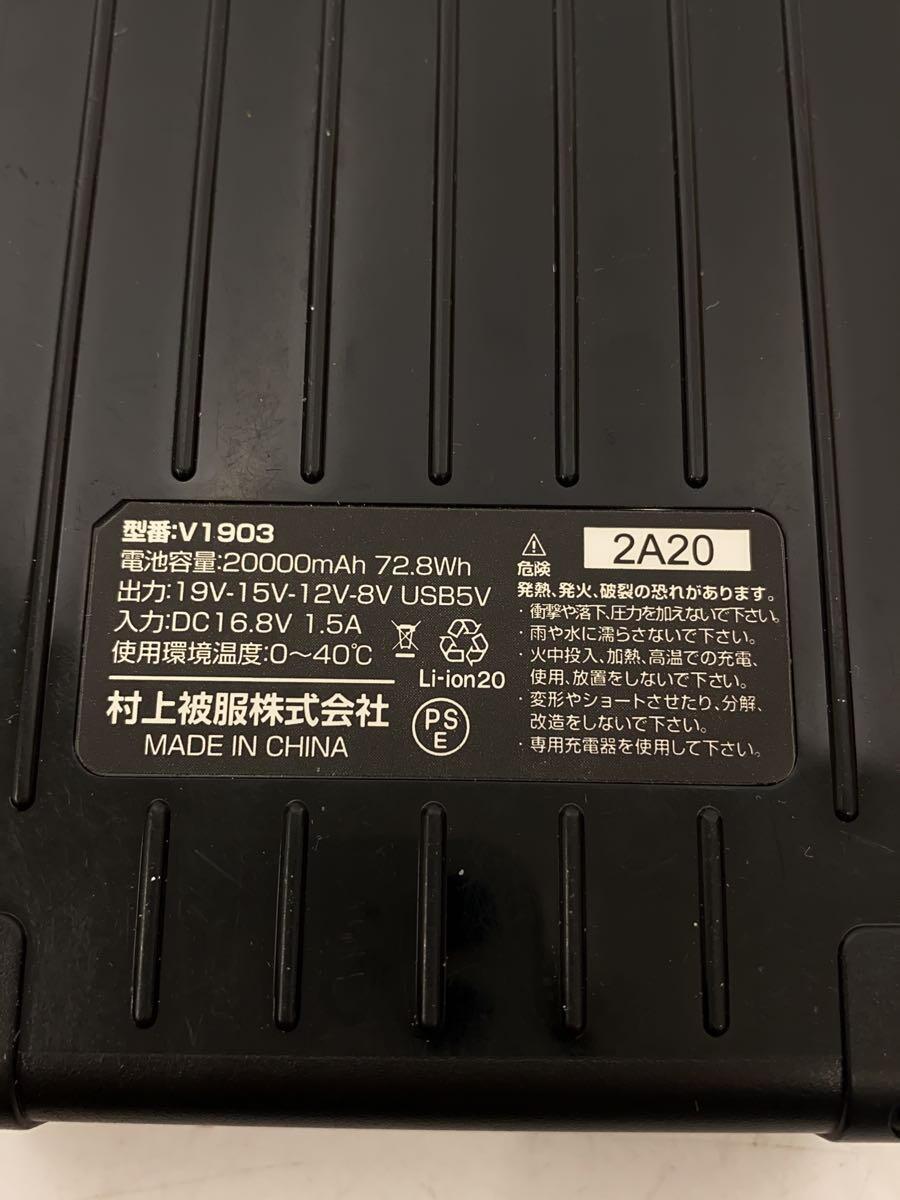 型番:V1903
電池容量:20000mAh 72.8Wh
出力:19V-15V-12V-8V USB5V
入力:DC16.8V 1.5A
使用環境温度:0～40℃
Li-ion20
村上被服株式会社
MADE IN CHINA
PS
E
危険
2A20
発熱、発火、破裂の恐れがあります。
・衝撃や落下、圧力を加えないで下さい。
・雨や水に濡らさないで下さい。
・火中投入、加熱、高温での充電、
使用、放置をしないで下さい。
・変形やショートさせたり、分解、
改造をしないで下さい。
・専用充電器を使用して下さい。